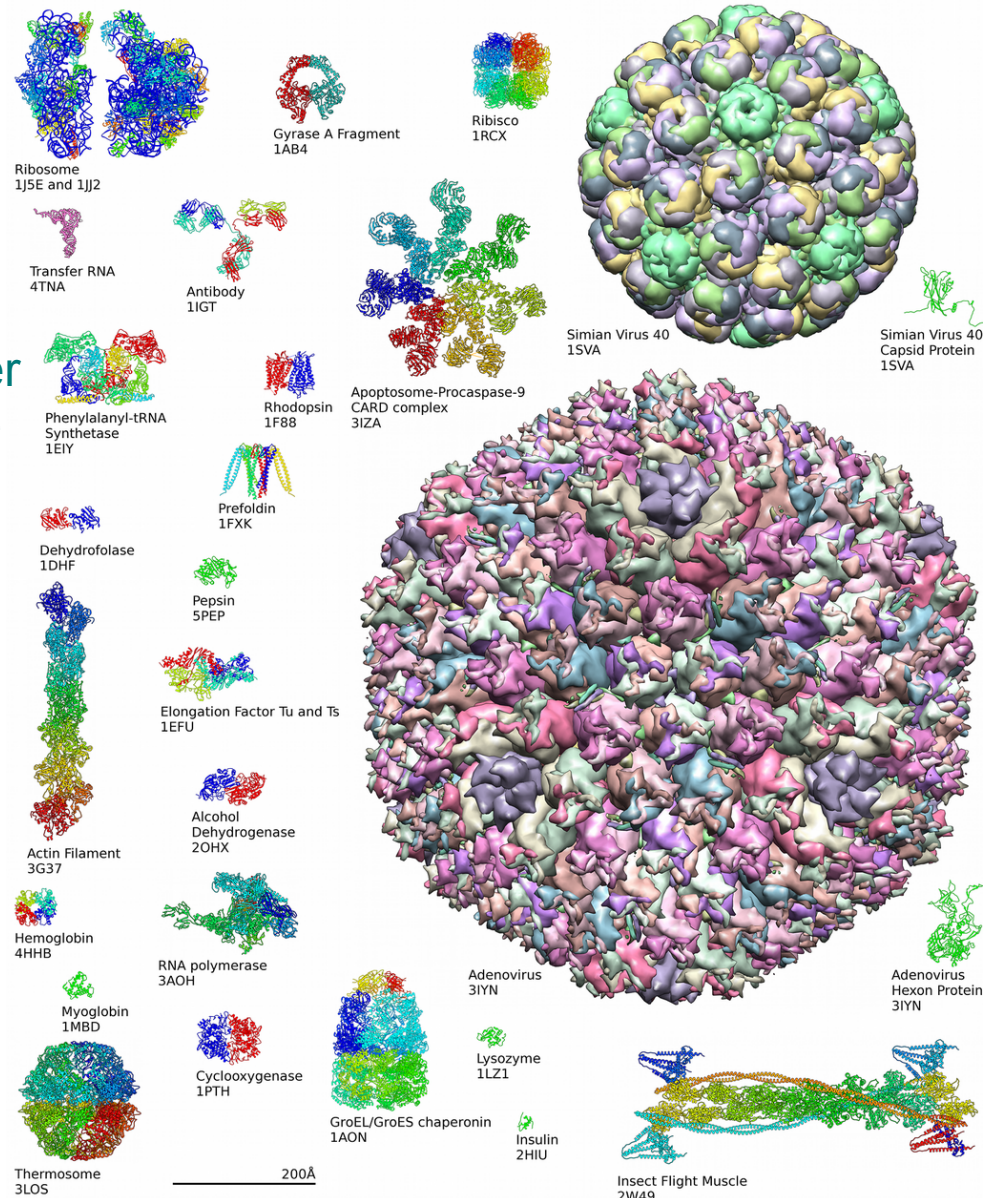 Ribosome
1J5E and 1JJ2
Gyrase A Fragment
1AB4
Ribisco
1RCX
Transfer RNA
4TNA
Antibody
1IGT
Simian Virus 40
1SVA
Simian Virus 40
Capsid Protein
1SVA
er
Phenylalanyl-tRNA
Synthetase
1EIY
Rhodopsin
1F88
Apoptosome-Procaspase-9
CARD complex
3IZA
Prefoldin
1FXK
Dehydrofolase
1DHF
Pepsin
5PEP
Elongation Factor Tu and Ts
1EFU
Alcohol
Dehydrogenase
2OHX
Actin Filament
3G37
Hemoglobin
4HHB
RNA polymerase
3AOH
Adenovirus
3IYN
Adenovirus
Hexon Protein
3IYN
Myoglobin
1MBD
Cyclooxygenase
1PTH
Lysozyme
1LZ1
GroEL/GroES chaperonin
1AON
Insulin
2HIU
Thermosome
3LOS
200Å
Insect Flight Muscle
2W49